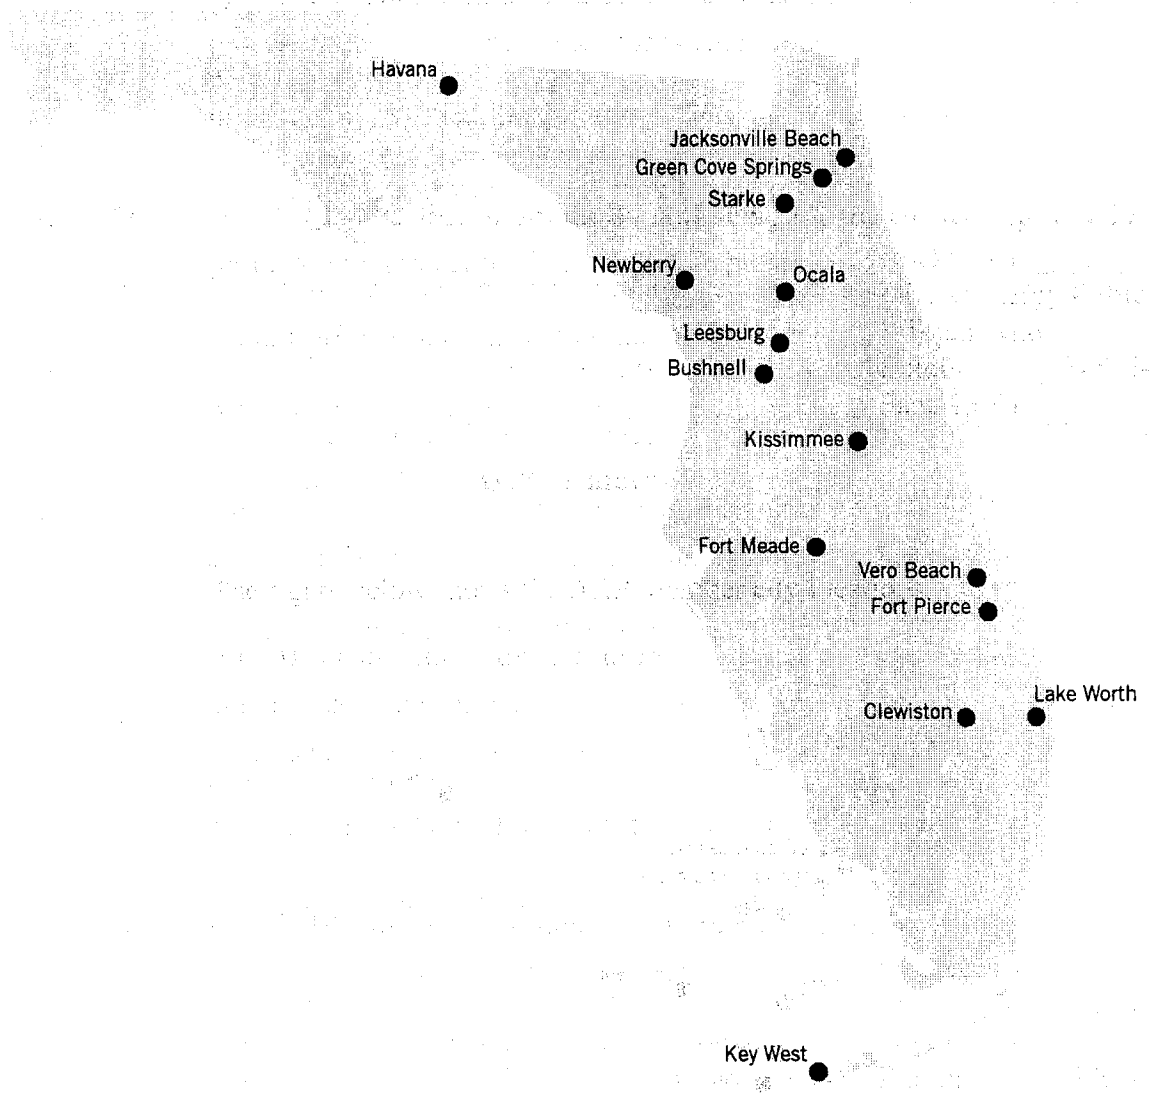 Havana
Jacksonville Beach
Green Cove Springs
Starke
Newberry
Ocala
Leesburg
Bushnell
Kissimmee
Fort Meade
Vero Beach
Fort Pierce
Lake Worth
Clewiston
Key West